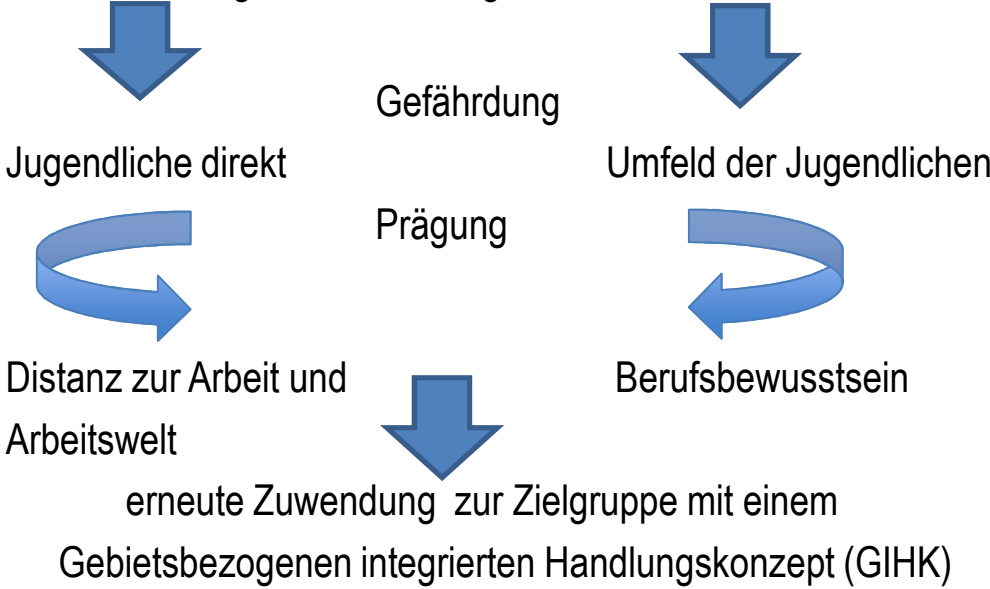 Gefährdung
Jugendliche direkt Umfeld der Jugendlichen
Prägung
Distanz zur Arbeit und Berufsbewusstsein
Arbeitswelt
erneute Zuwendung zur Zielgruppe mit einem
Gebietsbezogenen integrierten Handlungskonzept (GIHK)